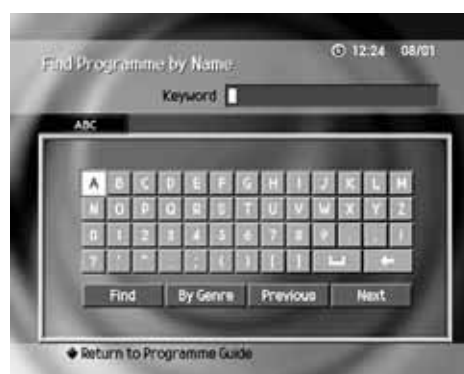 Find Programme by Name
12:24 08/01
Keyword
ABC
A B C D E F G H I J K L M
N O P Q R S T U V W X Y Z
0 1 2 3 4 5 6 7 8 9
Find By Genre Previous Next
Return to Programme Guide